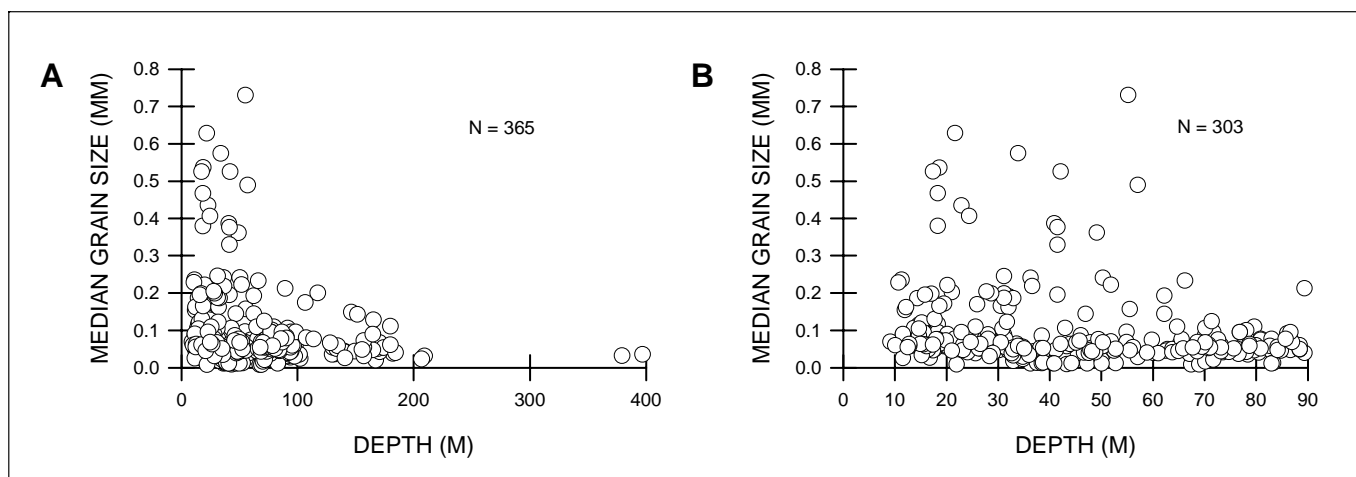 A
MEDIAN GRAIN SIZE (MM)
0.8
0.7
0.6
0.5
0.4
0.3
0.2
0.1
0.0
N = 365
0 100 200 300 400
DEPTH (M)
B
MEDIAN GRAIN SIZE (MM)
0.8
0.7
0.6
0.5
0.4
0.3
0.2
0.1
0.0
N = 303
0 10 20 30 40 50 60 70 80 90
DEPTH (M)